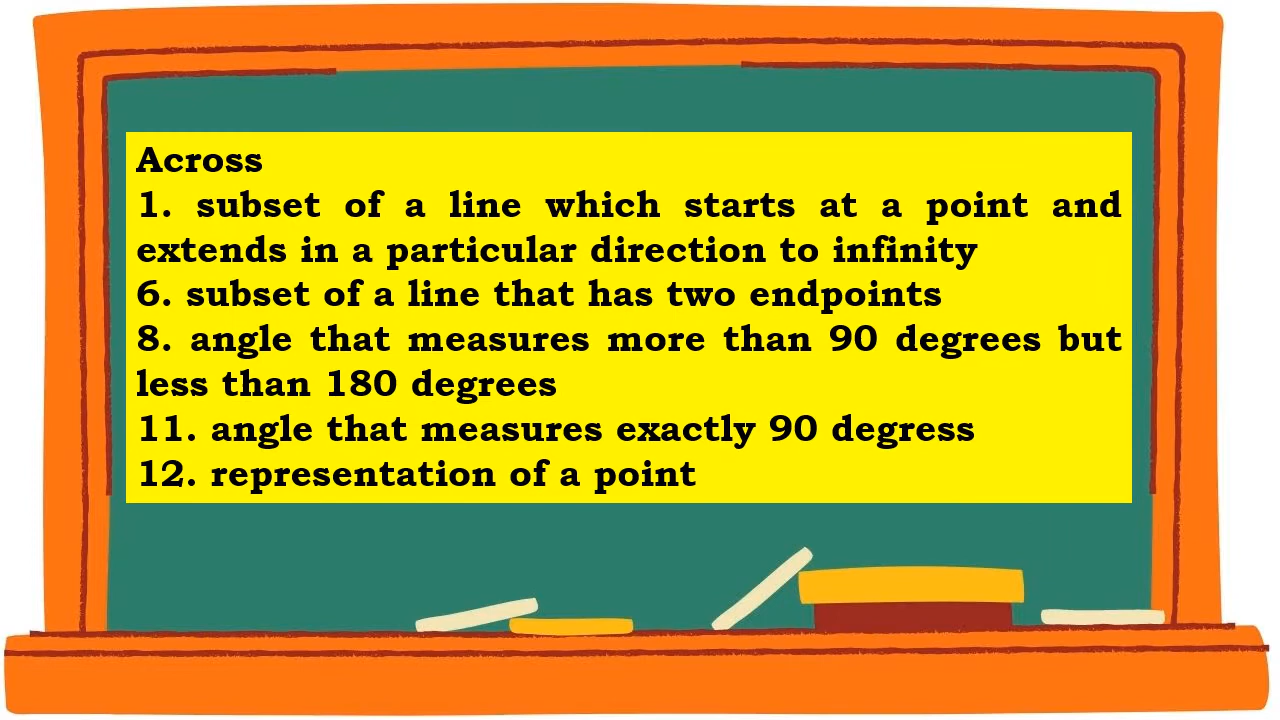 Across
1. subset of a line which starts at a point and
extends in a particular direction to infinity
6. subset of a line that has two endpoints
8. angle that measures more than 90 degrees but
less than 180 degrees
11. angle that measures exactly 90 degress
12. representation of a point